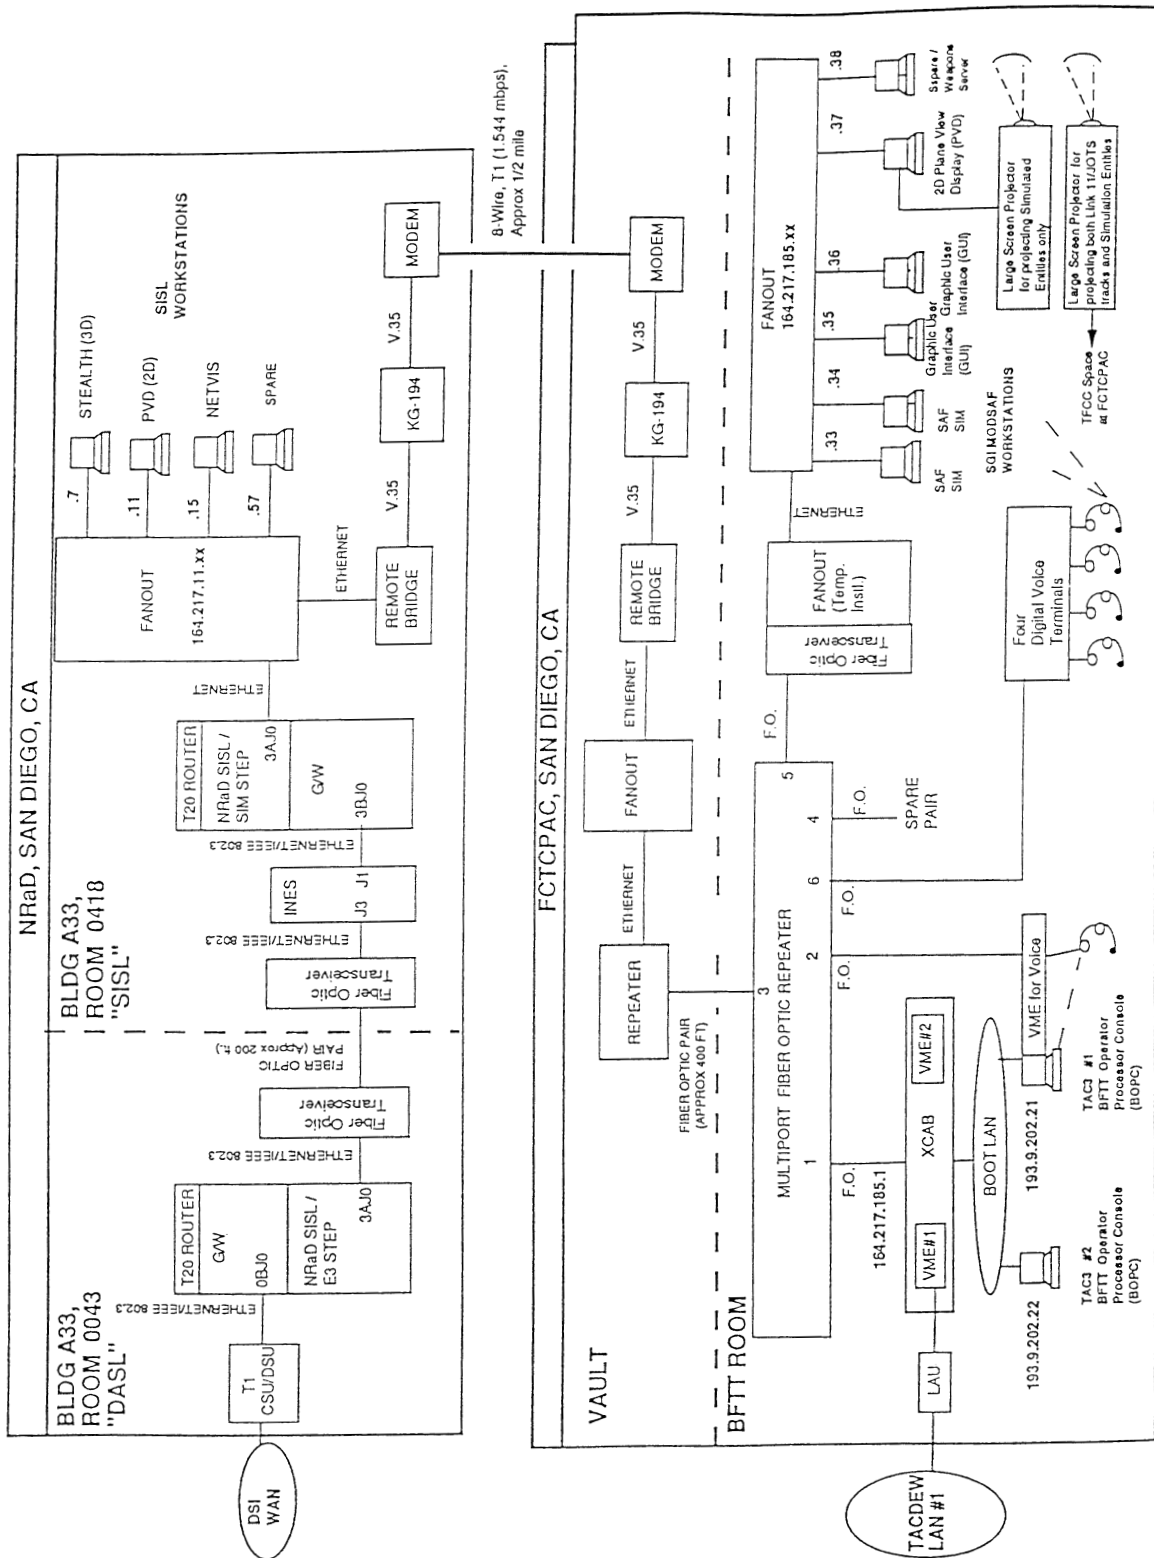 NRaD, SAN DIEGO, CA
BLDG A33,
ROOM 0043
"DASL"
BLDG A33,
ROOM 0418
"SISL"
DSI
WAN
T1
CSU/DSU
ETHERNET/IEEE 802.3
T20 ROUTER
G/W
0BJ0
NRaD SISL /
E3 STEP
3AJ0
ETHERNET/IEEE 802.3
Fiber Optic
Transceiver
FIBER OPTIC
PAIR (Approx 200 ft.)
Fiber Optic
Transceiver
ETHERNET/IEEE 802.3
INES
J3 J1
ETHERNET/IEEE 802.3
T20 ROUTER
NRaD SISL /
SIM STEP
3AJ0
G/W
3BJ0
ETHERNET
FANOUT
164.217.11.xx
.7
.11
.15
.57
STEALTH (3D)
PVD (2D)
NETVIS
SPARE
SISL
WORKSTATIONS
ETHERNET
REMOTE
BRIDGE
V.35
KG-194
V.35
MODEM
8-Wire, T1 (1.544 mbps),
Approx 1/2 mile
FCTCPAC, SAN DIEGO, CA
VAULT
REPEATER
ETHERNET
FANOUT
ETHERNET
REMOTE
BRIDGE
V.35
KG-194
V.35
MODEM
FIBER OPTIC PAIR
(APPROX 400 FT)
BFTT ROOM
MULTIPORT FIBER OPTIC REPEATER
3
1
2
6
4
5
F.O.
F.O.
F.O.
F.O.
F.O.
SPARE
PAIR
Fiber Optic
Transceiver
FANOUT
(Temp.
Instl.)
ETHERNET
FANOUT
164.217.185.xx
.33
.34
.35
.36
.37
.38
SAF
SIM
SAF
SIM
Graphic User
Interface
(GUI)
Graphic User
Interface (GUI)
2D Plane View
Display (PVD)
Sspare /
Weapons
Server
SGI MODSAF
WORKSTATIONS
Large Screen Projector
for projecting Simulated
Entities only
Large Screen Projector for
projecting both Link 11/JOTS
tracks and Simulation Entities
TFCC Space
at FCTCPAC
Four
Digital Voice
Terminals
164.217.185.1
XCAB
VME#1
VME#2
LAU
TACDEW
LAN #1
BOOT LAN
VME for Voice
193.9.202.22
193.9.202.21
TAC3 #2
BFTT Operator
Processor Console
(BOPC)
TAC3 #1
BFTT Operator
Processor Console
(BOPC)